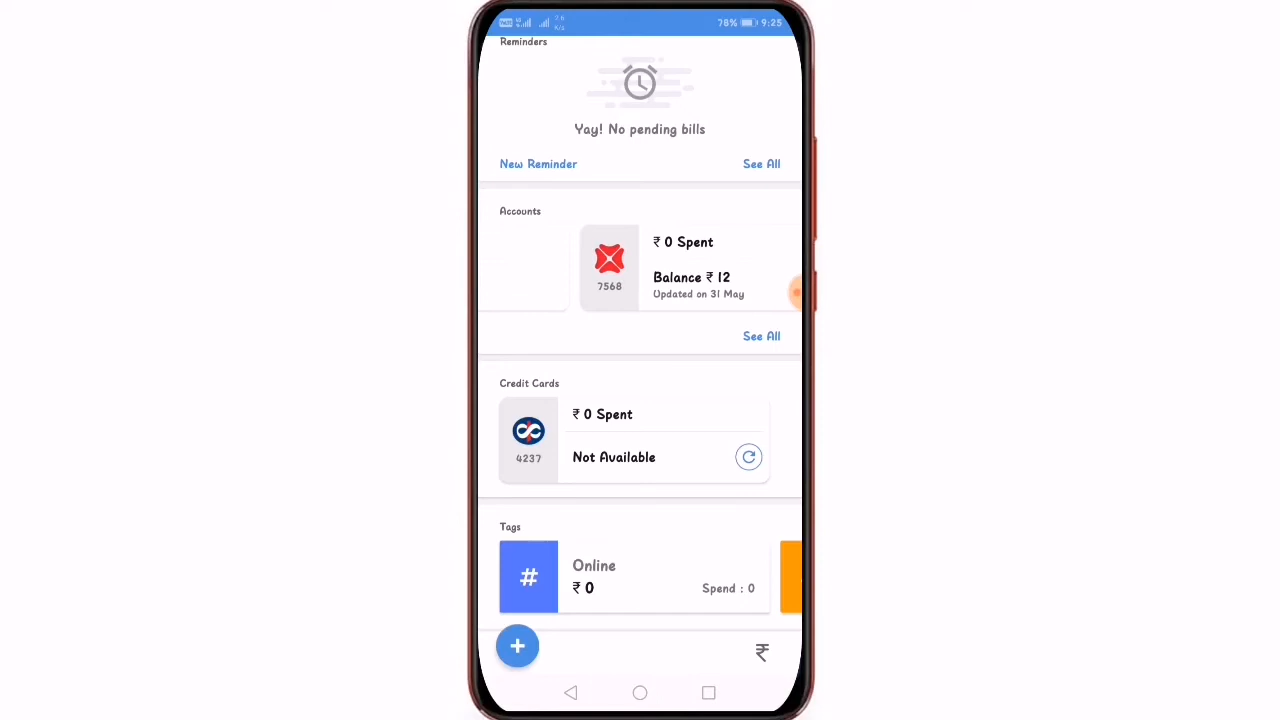 78% 9:25
Reminders
Yay! No pending bills
New Reminder See All
Accounts
₹ 0 Spent
7568
Balance ₹ 12
Updated on 31 May
See All
Credit Cards
₹ 0 Spent
4237
Not Available
Tags
# Online
₹ 0 Spend : 0
+ ₹